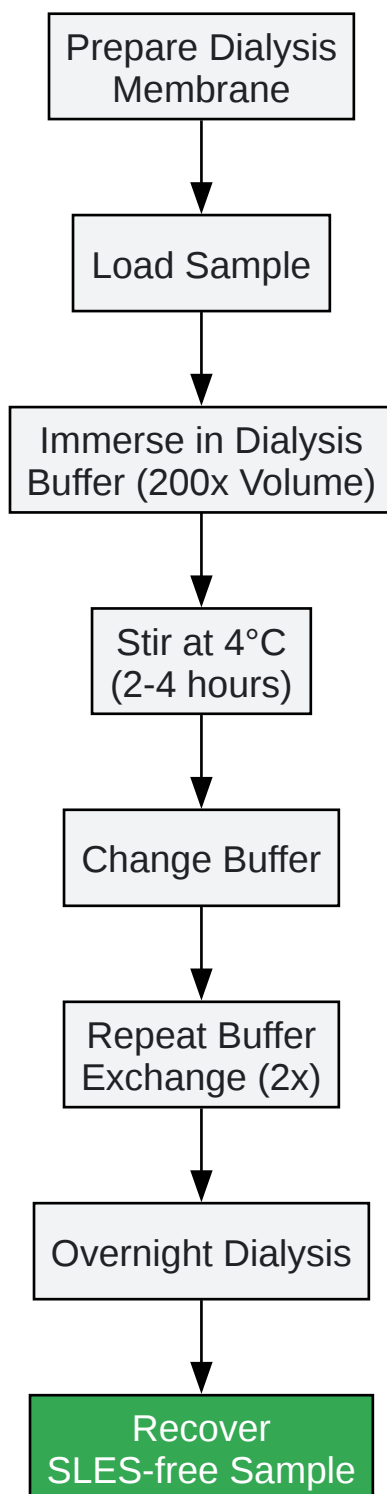 Prepare Dialysis
Membrane
Load Sample
Immerse in Dialysis
Buffer (200x Volume)
Stir at 4°C
(2-4 hours)
Change Buffer
Repeat Buffer
Exchange (2x)
Overnight Dialysis
Recover
SLES-free Sample